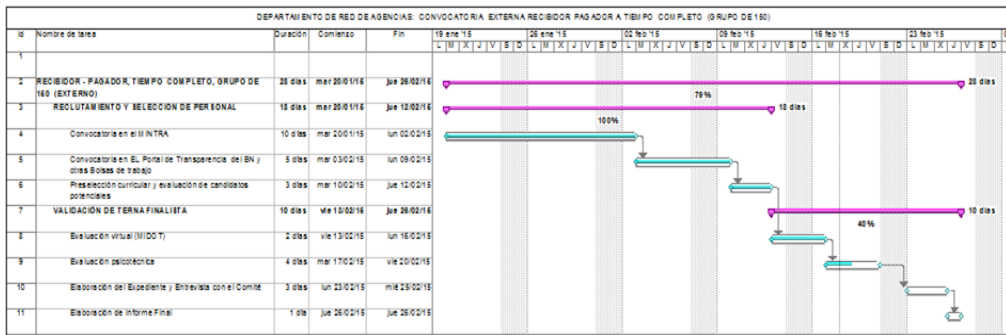 DEPARTAMENTO DE RED DE AGENCIAS: CONVOCATORIA EXTERNA RECIBIDOR PAGADOR A TIEMPO COMPLETO (GRUPO DE 150)
Id Nombre de tarea Duración Comienzo Fin 19 ene '15 26 ene '15 02 feb '15 09 feb '15 16 feb '15 23 feb '15
L M X J V S D L M X J V S D L M X J V S D L M X J V S D L M X J V S D L M X J V S D
1
2 RECIBIDOR - PAGADOR, TIEMPO COMPLETO, GRUPO DE 150 (EXTERNO) 28 días mar 20/01/15 jue 26/02/15 28 días
79%
3 RECLUTAMIENTO Y SELECCION DE PERSONAL 18 días mar 20/01/15 jue 12/02/15 18 días
100%
4 Convocatoria en el MINTRA 10 días mar 20/01/15 lun 02/02/15
5 Convocatoria en EL Portal de Transparencia del BN y otras Bolsas de trabajo 5 días mar 03/02/15 lun 09/02/15
6 Preselección curricular y evaluación de candidatos potenciales 3 días mar 10/02/15 jue 12/02/15
7 VALIDACIÓN DE TERNA FINALISTA 10 días vie 13/02/15 jue 26/02/15 10 días
40%
8 Evaluación virtual (MIDOT) 2 días vie 13/02/15 lun 16/02/15
9 Evaluación psicotécnica 4 días mar 17/02/15 vie 20/02/15
10 Elaboración del Expediente y Entrevista con el Comité 3 días lun 23/02/15 mié 25/02/15
11 Elaboración de Informe Final 1 día jue 26/02/15 jue 26/02/15